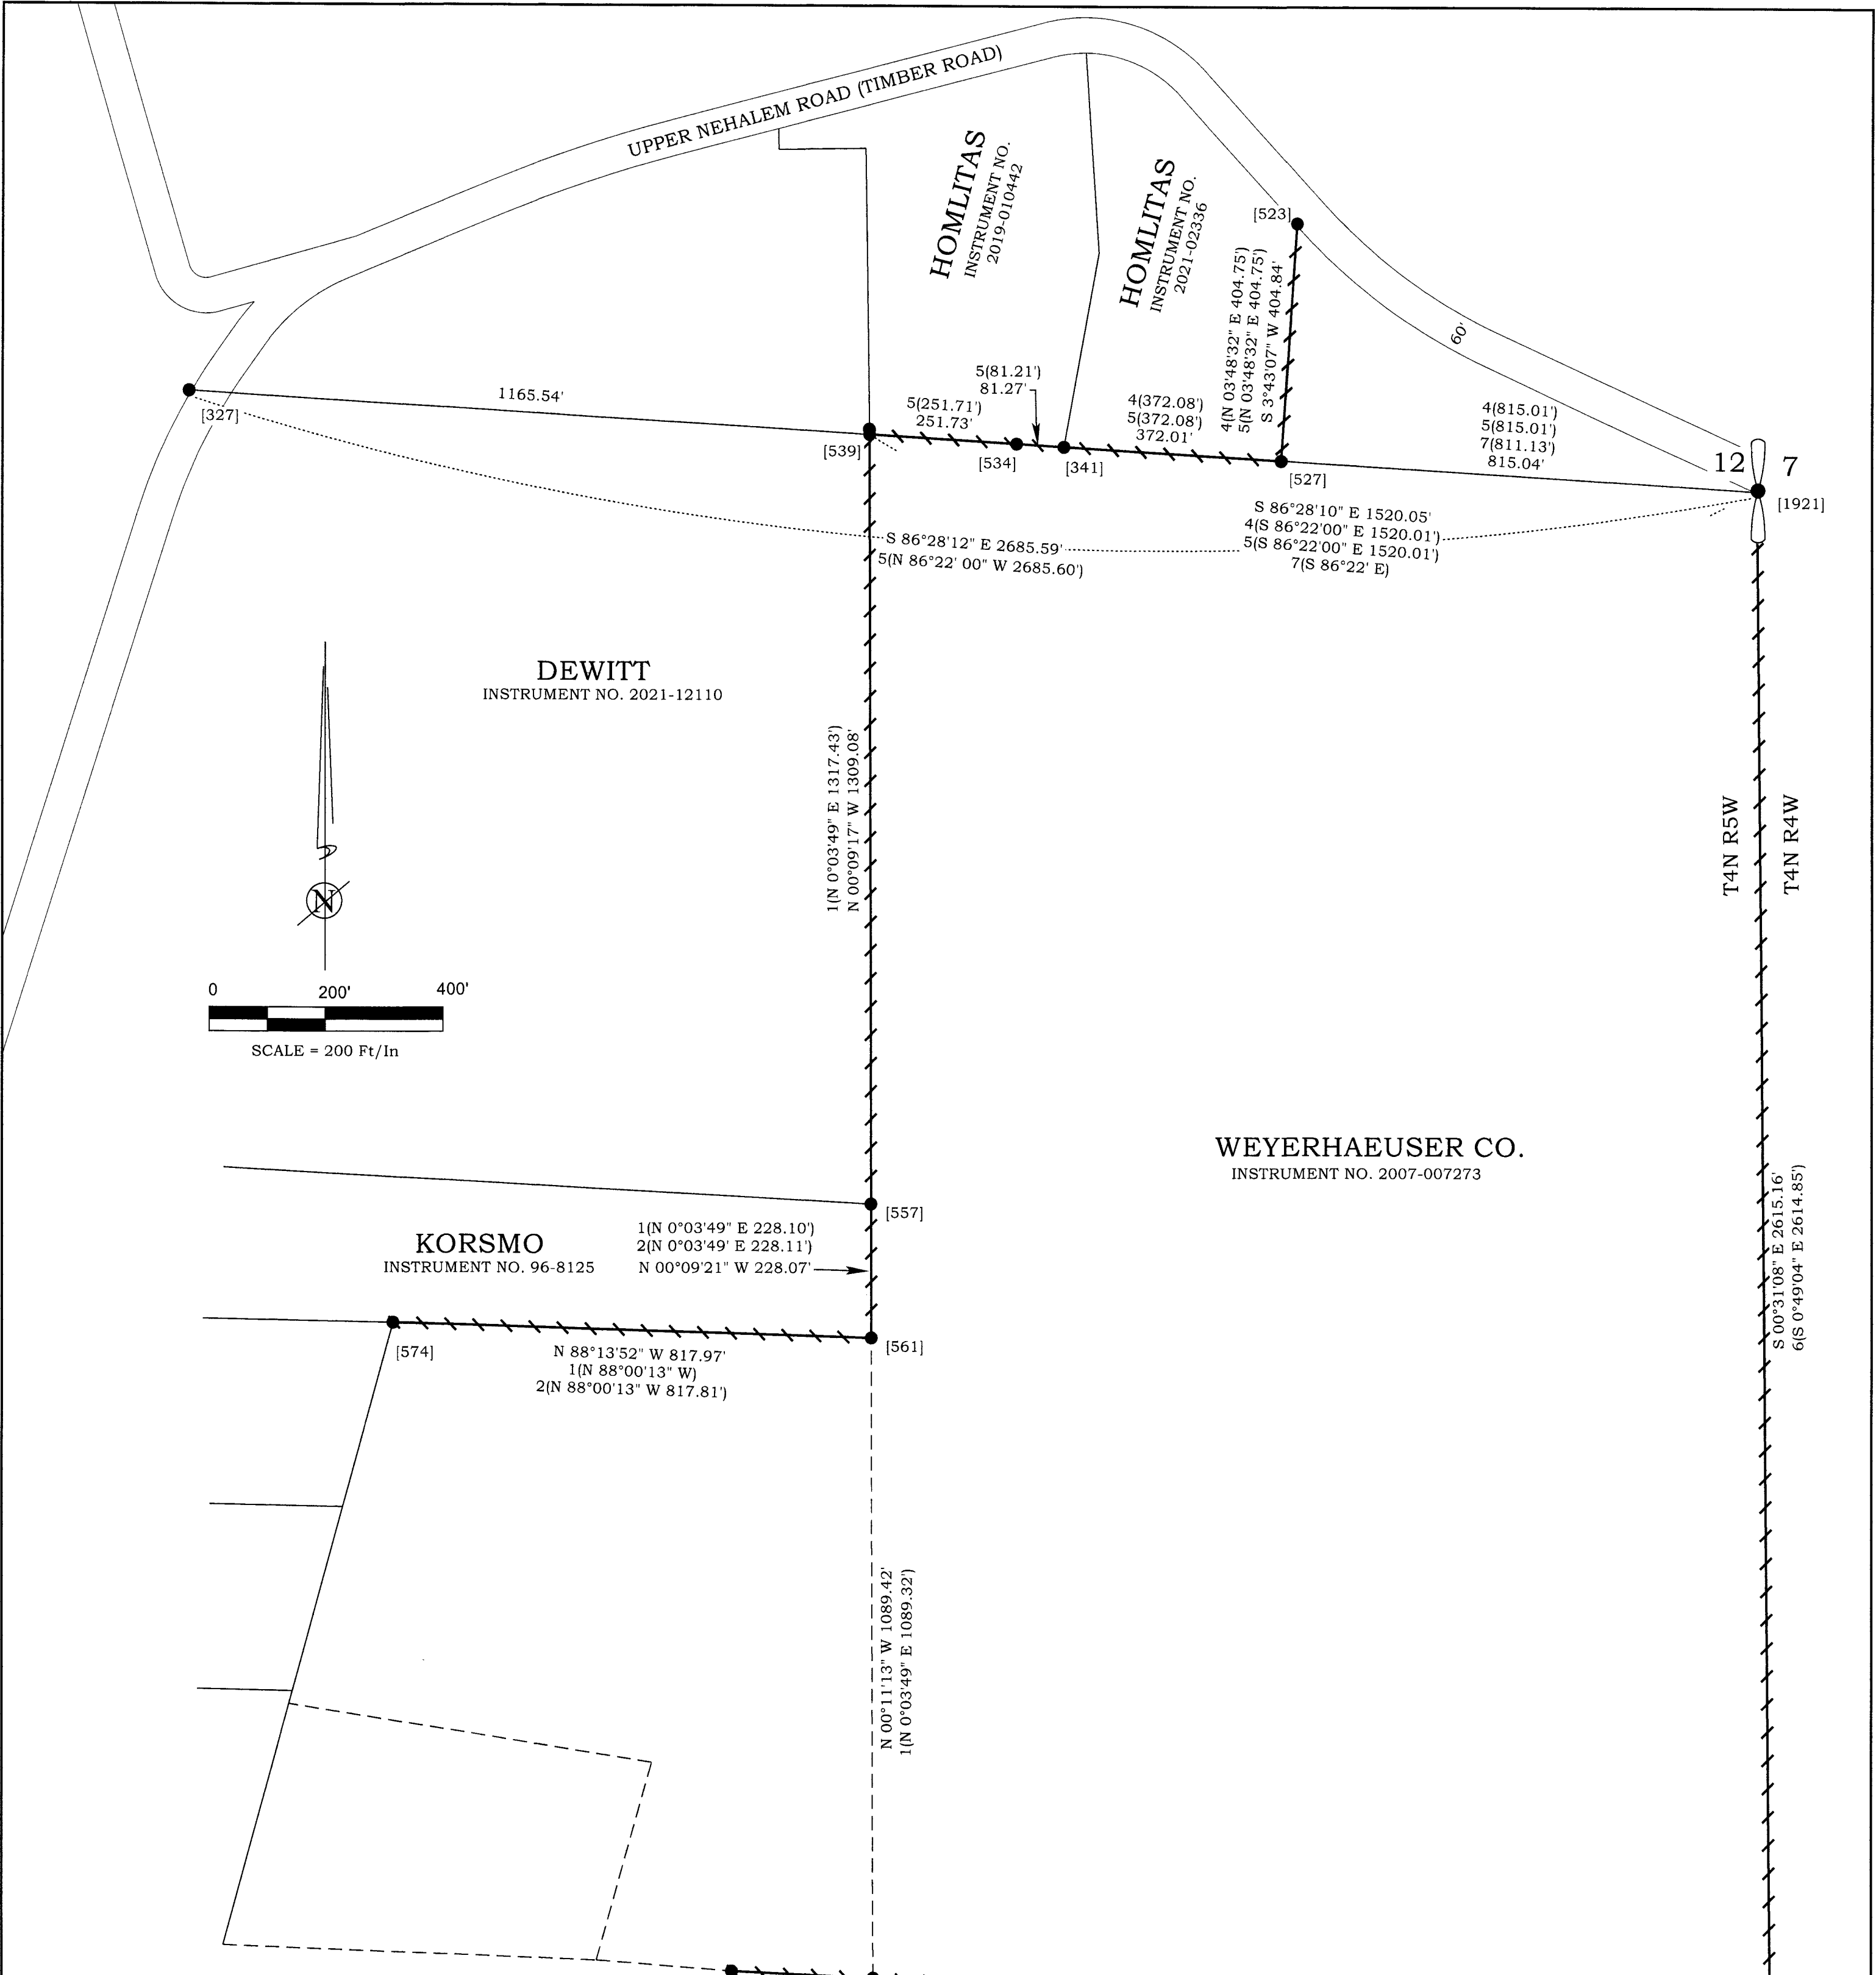 UPPER NEHALEM ROAD (TIMBER ROAD)
HOMLITAS
INSTRUMENT NO.
2019-010442
HOMLITAS
INSTRUMENT NO.
2021-02336
[523]
4(N 03°48'32" E 404.75')
5(N 03°48'32" E 404.75')
S 3°43'07" W 404.84'
60'
[327]
1165.54'
[539]
5(251.71')
251.73'
[534]
5(81.21')
81.27'
[341]
4(372.08')
5(372.08')
372.01'
[527]
4(815.01')
5(815.01')
7(811.13')
815.04'
12
7
[1921]
S 86°28'10" E 1520.05'
4(S 86°22'00" E 1520.01')
5(S 86°22'00" E 1520.01')
7(S 86°22' E)
S 86°28'12" E 2685.59'
5(N 86°22' 00" W 2685.60')
DEWITT
INSTRUMENT NO. 2021-12110
1(N 0°03'49" E 1317.43')
N 00°09'17" W 1309.08'
T4N R5W
T4N R4W
N
0 200' 400'
SCALE = 200 Ft/In
WEYERHAEUSER CO.
INSTRUMENT NO. 2007-007273
S 00°31'08" E 2615.16'
6(S 0°49'04" E 2614.85')
[557]
KORSMO
INSTRUMENT NO. 96-8125
1(N 0°03'49" E 228.10')
2(N 0°03'49' E 228.11')
N 00°09'21" W 228.07'
[574]
[561]
N 88°13'52" W 817.97'
1(N 88°00'13" W)
2(N 88°00'13" W 817.81')
N 00°11'13" W 1089.42'
1(N 0°03'49" E 1089.32')